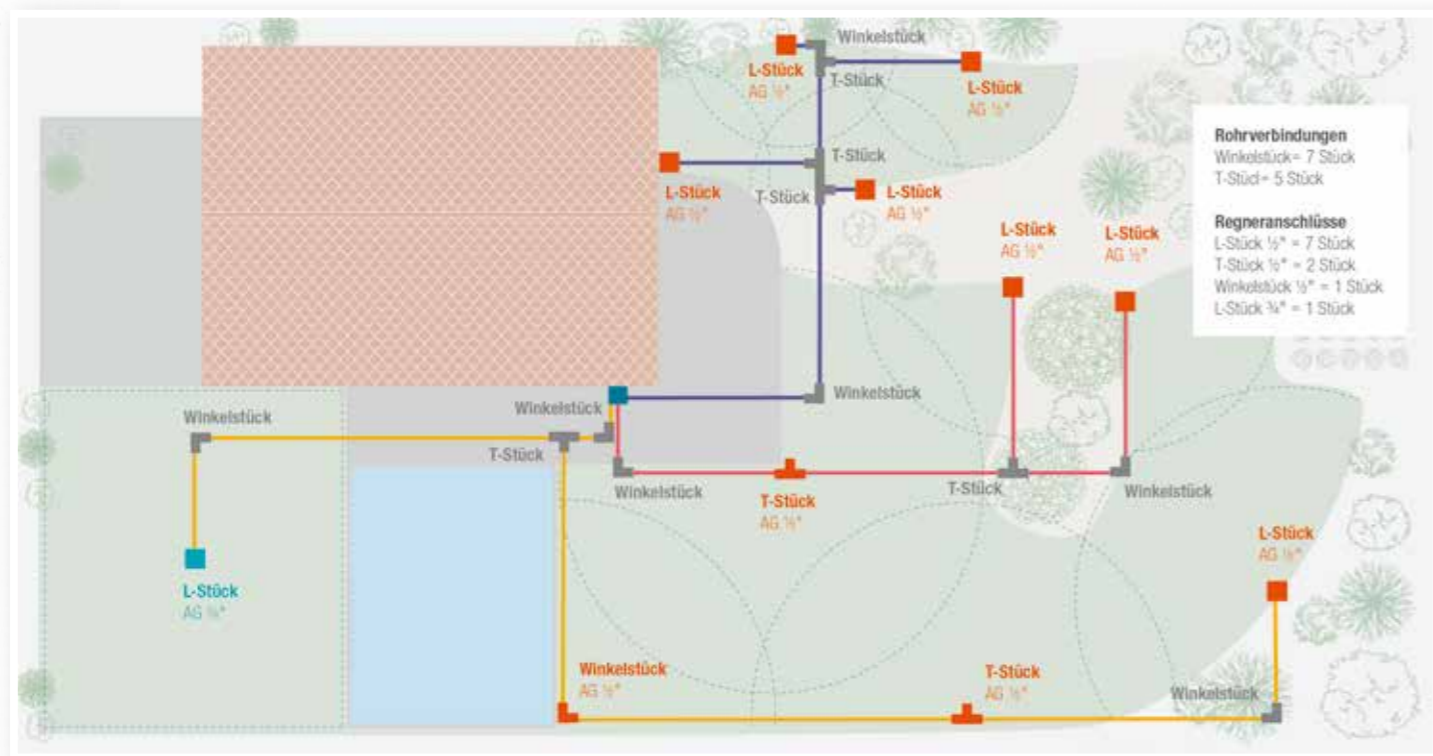 Winkelstück
L-Stück
AG ½"
T-Stück
L-Stück
AG ½"
T-Stück
L-Stück
AG ½"
T-Stück
L-Stück
AG ½"
L-Stück
AG ½"
L-Stück
AG ½"
Rohrverbindungen
Winkelstück= 7 Stück
T-Stücl= 5 Stück
Regneranschlüsse
L-Stück ½" = 7 Stück
T-Stück ½" = 2 Stück
Winkelstück ½" = 1 Stück
L-Stück ¾" = 1 Stück
Winkelstück
Winkelstück
Winkelstück
T-Stück
Winkelstück
T-Stück
AG ½"
T-Stück
Winkelstück
L-Stück
AG ¾"
L-Stück
AG ½"
Winkelstück
AG ½"
T-Stück
AG ½"
Winkelstück